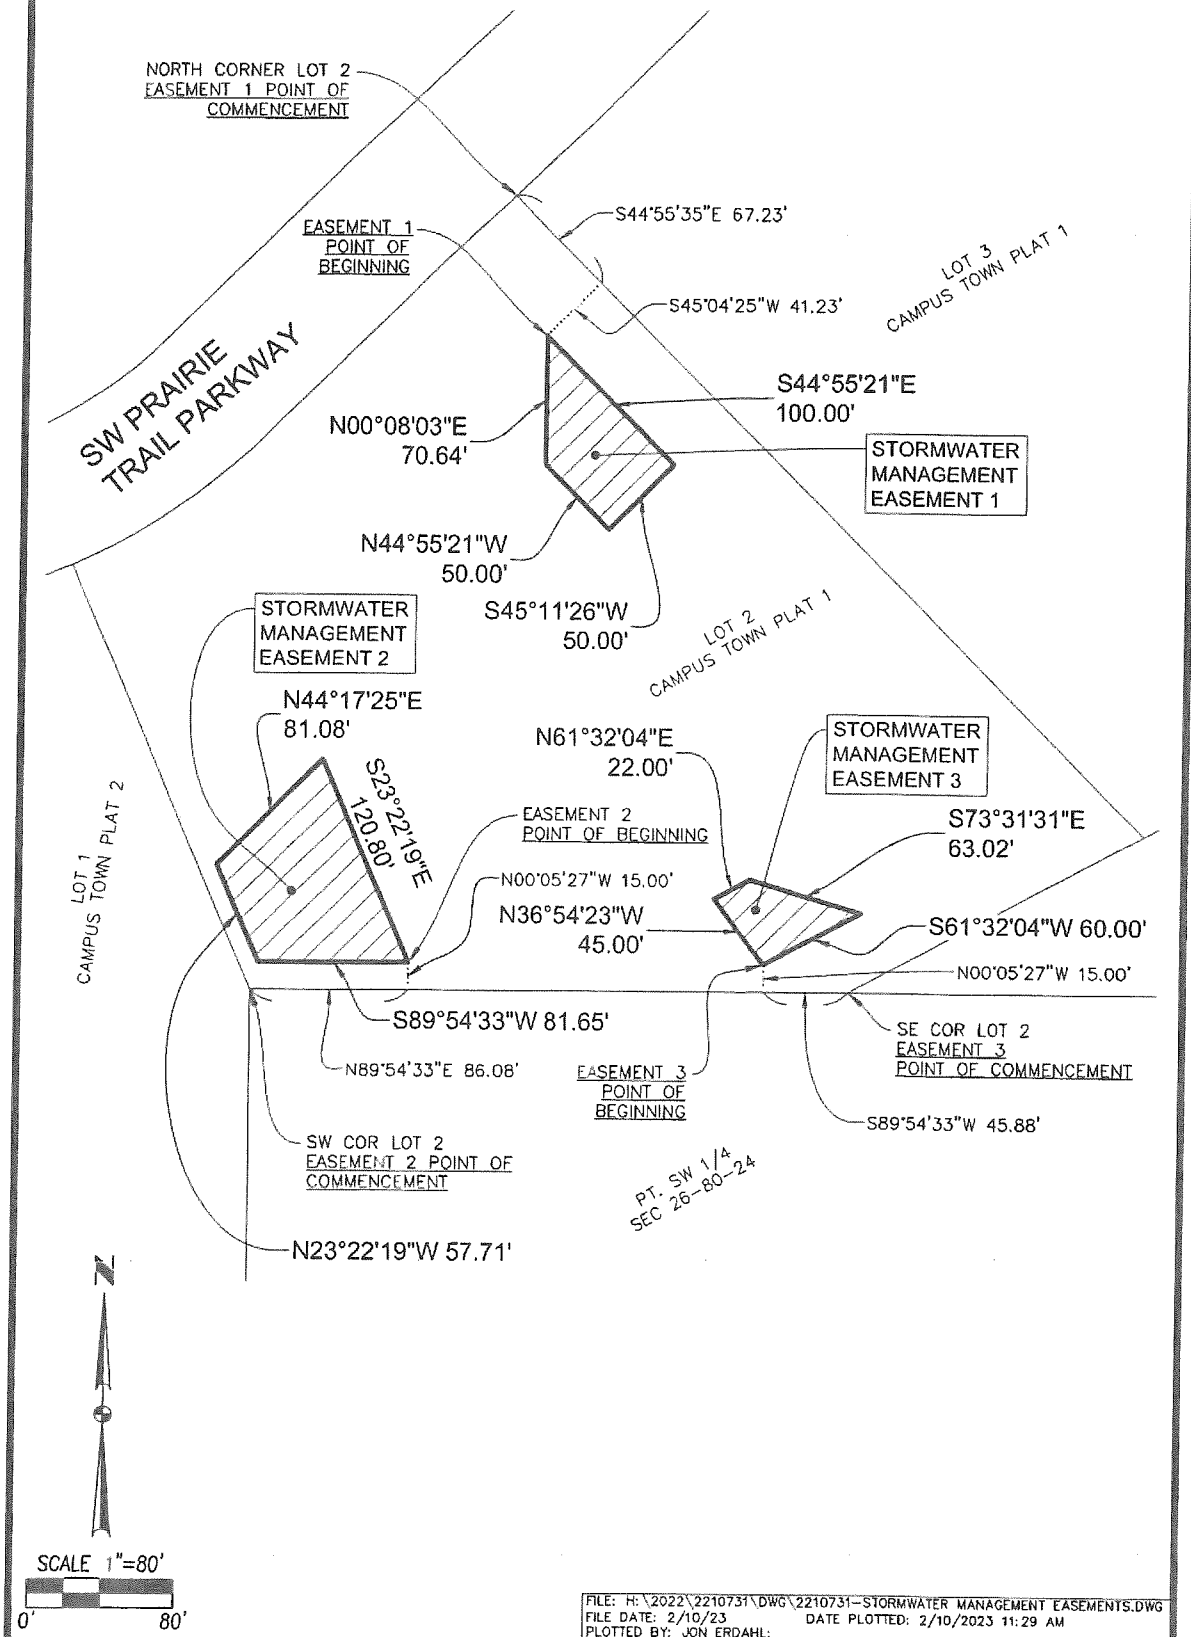 NORTH CORNER LOT 2
EASEMENT 1 POINT OF
COMMENCEMENT
S44°55'35"E 67.23'
EASEMENT 1
POINT OF
BEGINNING
LOT 3
CAMPUS TOWN PLAT 1
S45°04'25"W 41.23'
SW PRAIRIE
TRAIL PARKWAY
S44°55'21"E
100.00'
N00°08'03"E
70.64'
STORMWATER
MANAGEMENT
EASEMENT 1
N44°55'21"W
50.00'
S45°11'26"W
50.00'
STORMWATER
MANAGEMENT
EASEMENT 2
LOT 2
CAMPUS TOWN PLAT 1
N44°17'25"E
81.08'
S23°22'19"E
120.80'
N61°32'04"E
22.00'
STORMWATER
MANAGEMENT
EASEMENT 3
LOT 1
CAMPUS TOWN PLAT 2
EASEMENT 2
POINT OF BEGINNING
S73°31'31"E
63.02'
N00°05'27"W 15.00'
N36°54'23"W
45.00'
S61°32'04"W 60.00'
N00°05'27"W 15.00'
S89°54'33"W 81.65'
N89°54'33"E 86.08'
EASEMENT 3
POINT OF
BEGINNING
SE COR LOT 2
EASEMENT 3
POINT OF COMMENCEMENT
S89°54'33"W 45.88'
SW COR LOT 2
EASEMENT 2 POINT OF
COMMENCEMENT
PT. SW 1/4
SEC 26-80-24
N23°22'19"W 57.71'
N
SCALE 1"=80'
0' 80'
FILE: H:\2022\2210731\DWG\2210731-STORMWATER MANAGEMENT EASEMENTS.DWG
FILE DATE: 2/10/23 DATE PLOTTED: 2/10/2023 11:29 AM
PLOTTED BY: JON ERDAHL: